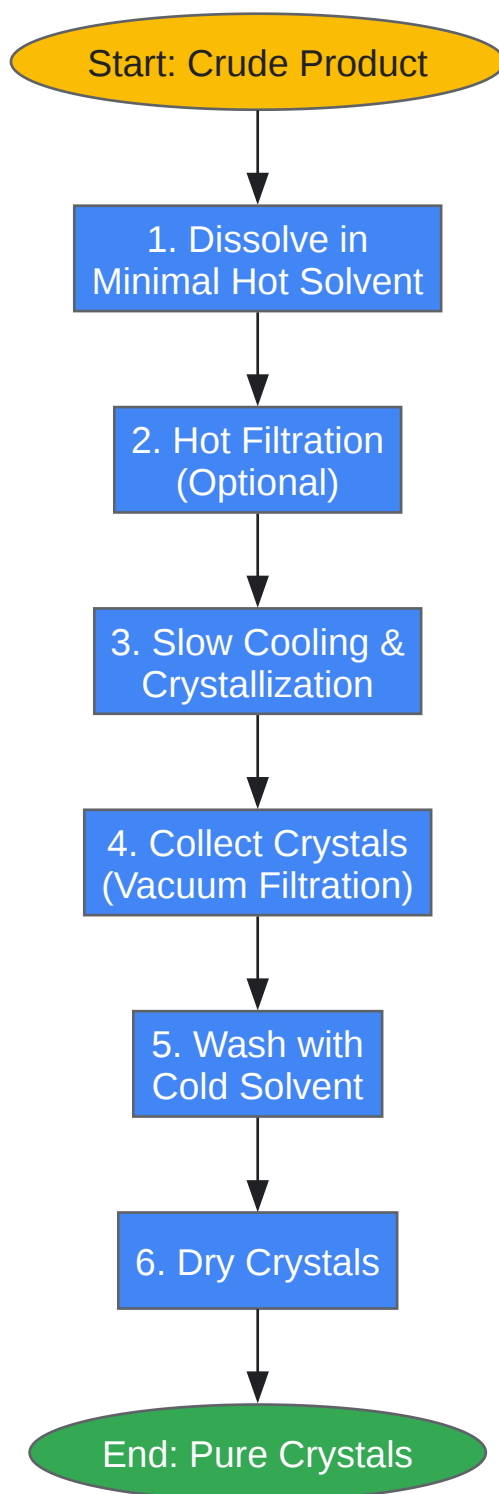 Start: Crude Product
1. Dissolve in
Minimal Hot Solvent
2. Hot Filtration
(Optional)
3. Slow Cooling &
Crystallization
4. Collect Crystals
(Vacuum Filtration)
5. Wash with
Cold Solvent
6. Dry Crystals
End: Pure Crystals